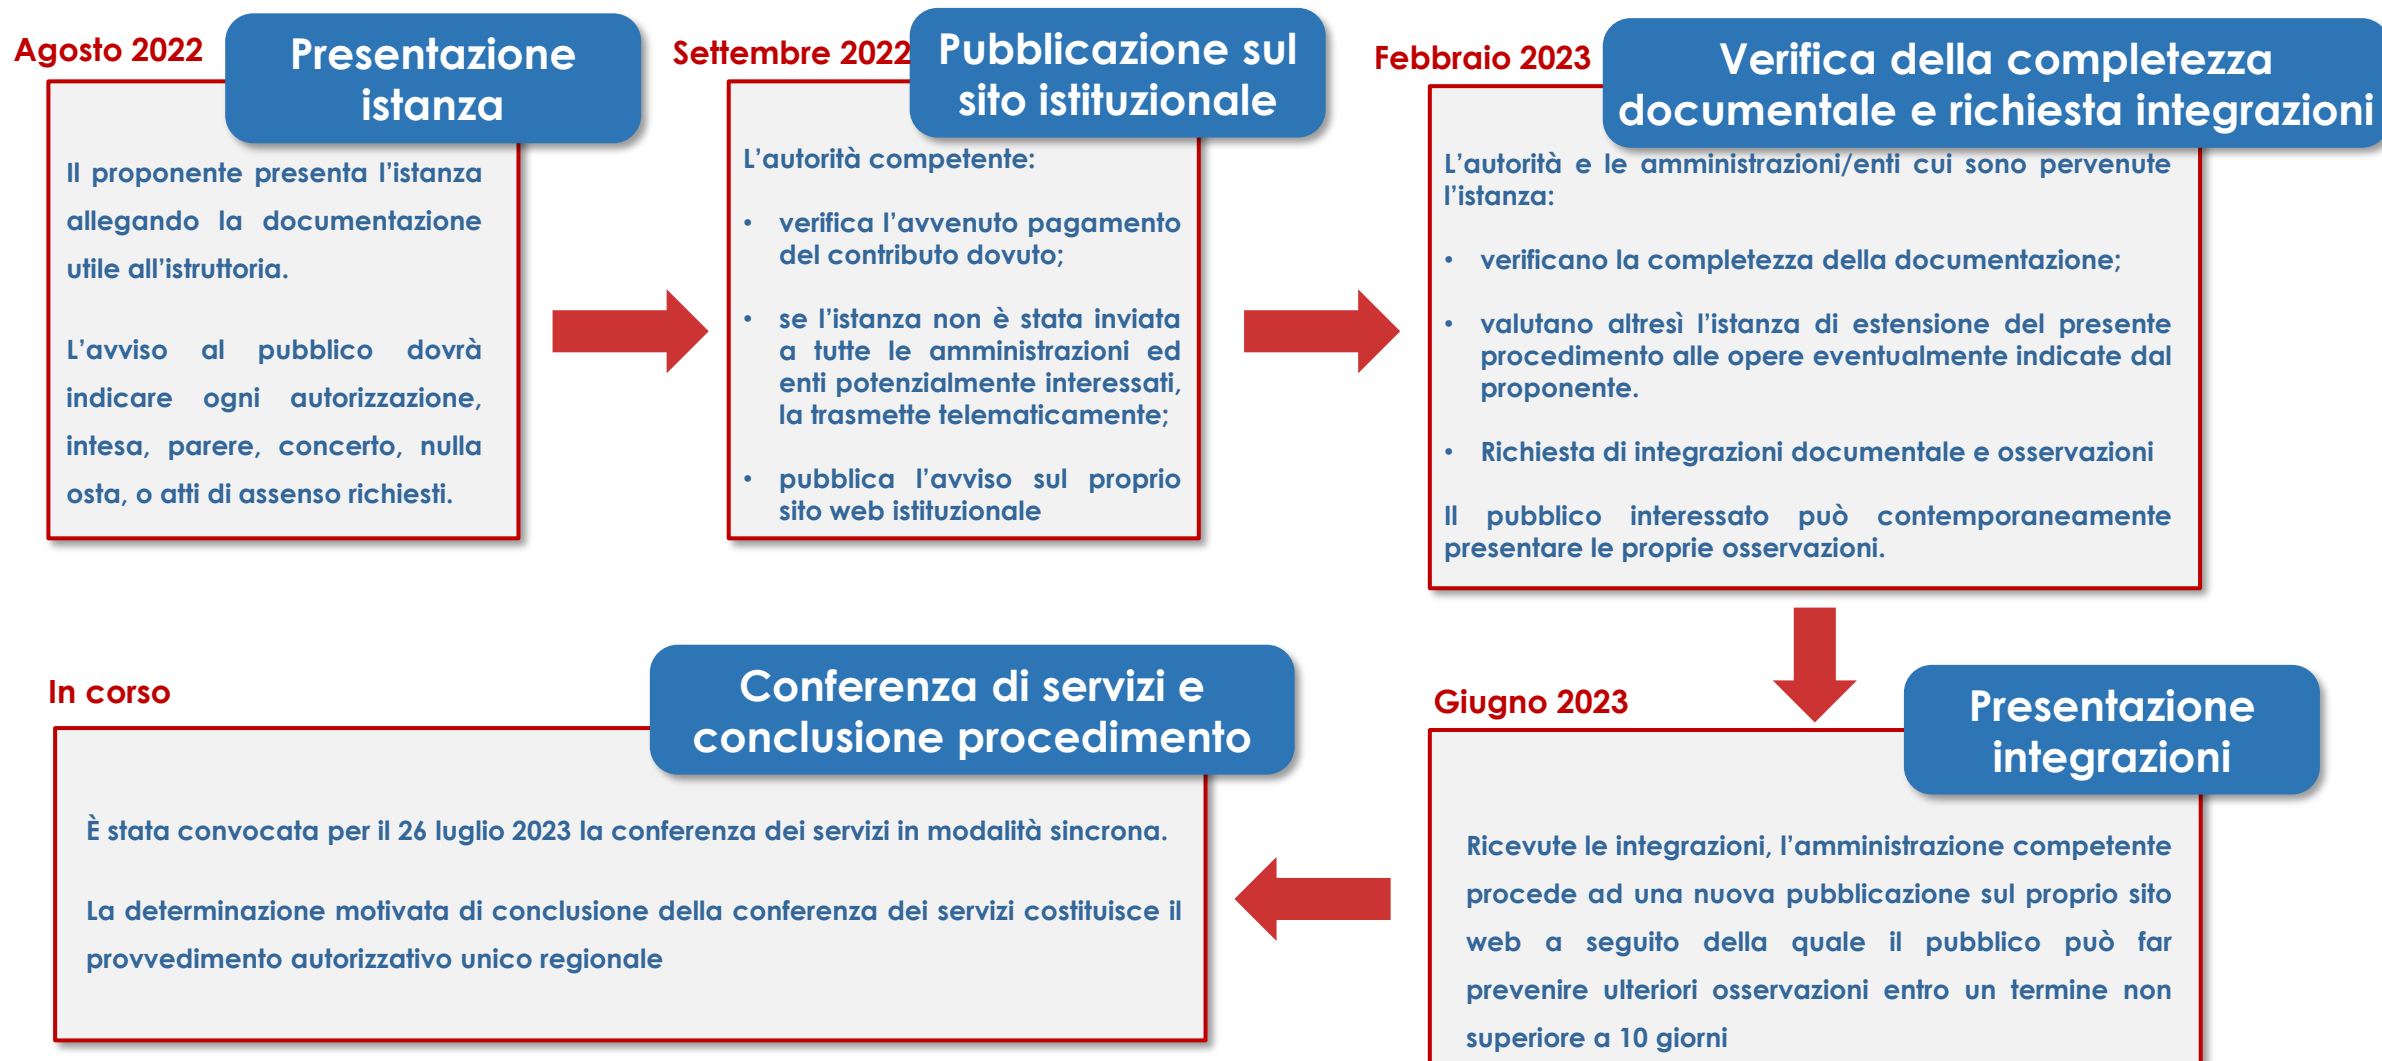 Agosto 2022
Presentazione
istanza
Il proponente presenta l'istanza
allegando la documentazione
utile all'istruttoria.
L'avviso al pubblico dovrà
indicare ogni autorizzazione,
intesa, parere, concerto, nulla
osta, o atti di assenso richiesti.
Settembre 2022
Pubblicazione sul
sito istituzionale
L'autorità competente:
• verifica l'avvenuto pagamento
del contributo dovuto;
• se l'istanza non è stata inviata
a tutte le amministrazioni ed
enti potenzialmente interessati,
la trasmette telematicamente;
• pubblica l'avviso sul proprio
sito web istituzionale
Febbraio 2023
Verifica della completezza
documentale e richiesta integrazioni
L'autorità e le amministrazioni/enti cui sono pervenute
l'istanza:
• verificano la completezza della documentazione;
• valutano altresì l'istanza di estensione del presente
procedimento alle opere eventualmente indicate dal
proponente.
• Richiesta di integrazioni documentale e osservazioni
Il pubblico interessato può contemporaneamente
presentare le proprie osservazioni.
Giugno 2023
Presentazione
integrazioni
Ricevute le integrazioni, l'amministrazione competente
procede ad una nuova pubblicazione sul proprio sito
web a seguito della quale il pubblico può far
prevenire ulteriori osservazioni entro un termine non
superiore a 10 giorni
In corso
Conferenza di servizi e
conclusione procedimento
È stata convocata per il 26 luglio 2023 la conferenza dei servizi in modalità sincrona.
La determinazione motivata di conclusione della conferenza dei servizi costituisce il
provvedimento autorizzativo unico regionale